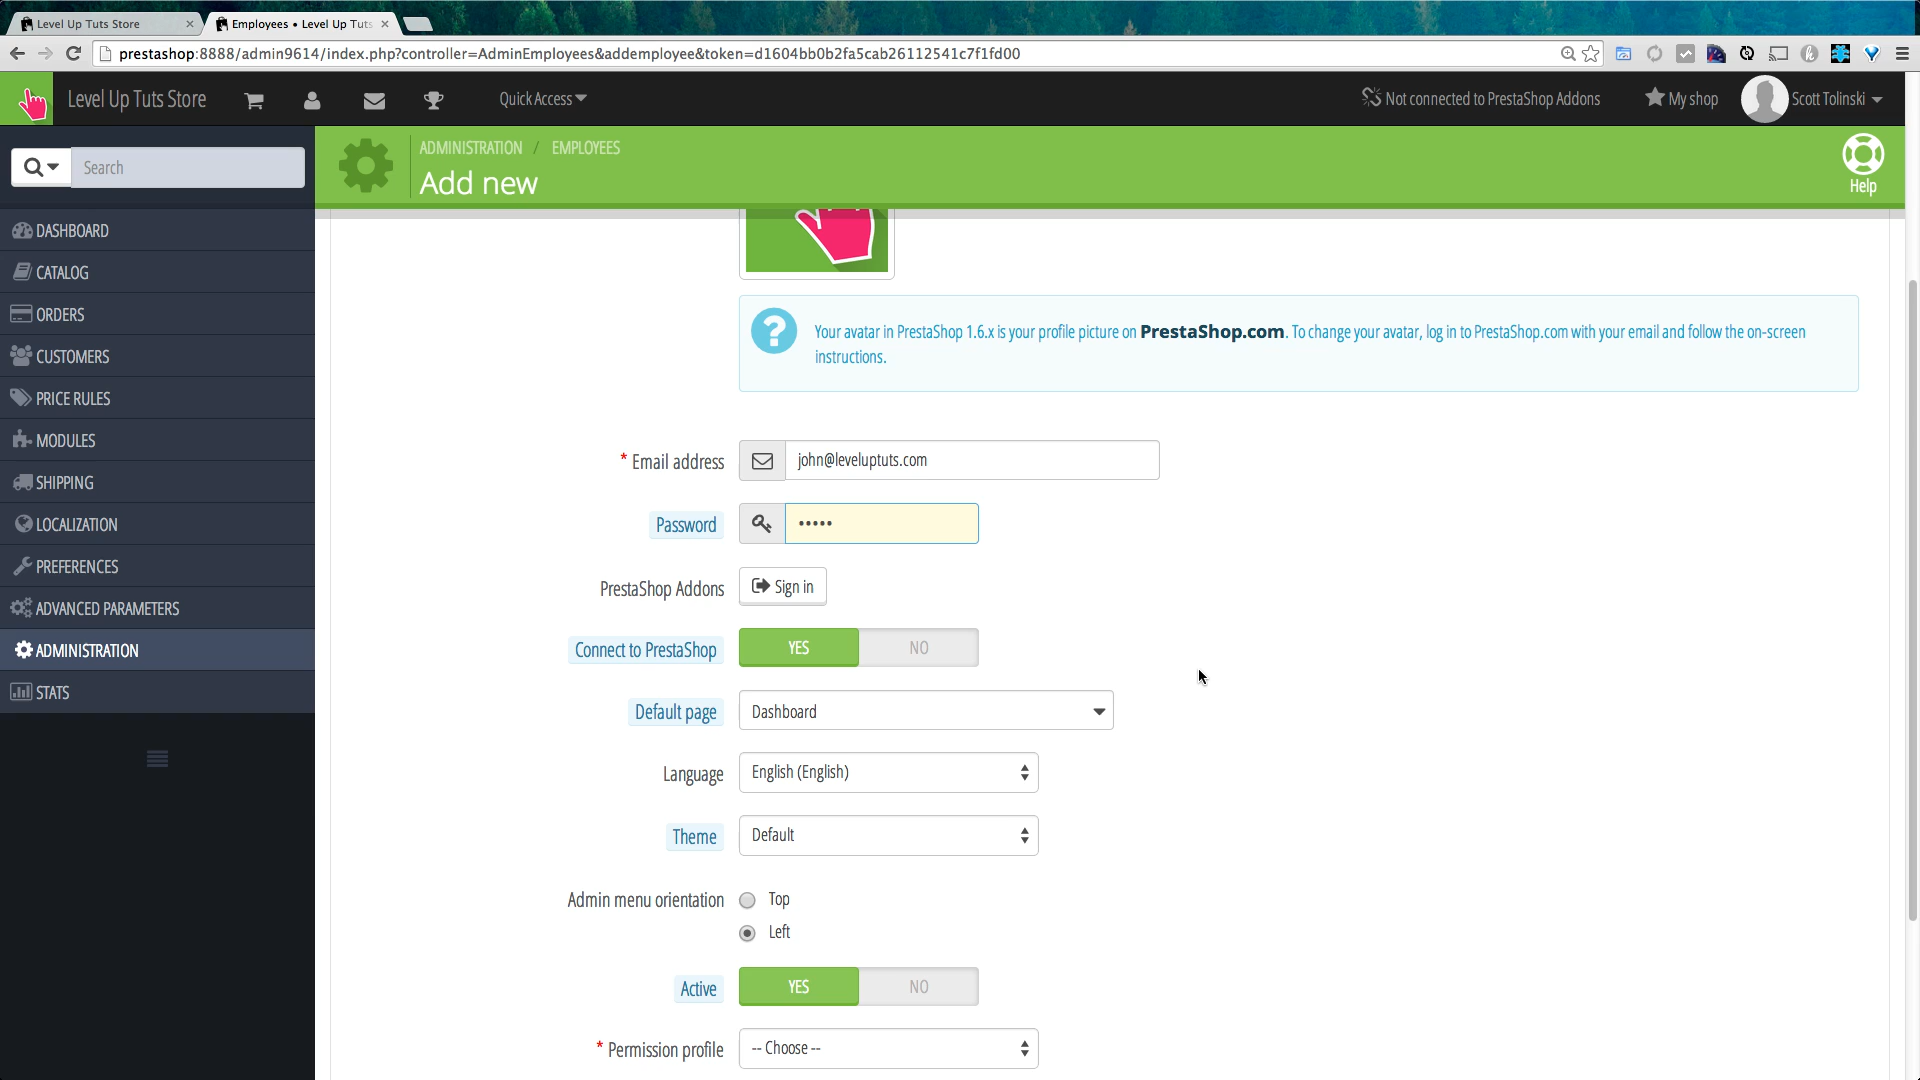 Level Up Tuts Store
Employees • Level Up Tuts
prestashop:8888/admin9614/index.php?controller=AdminEmployees&addemployee&token=d1604bb0b2fa5cab26112541c7f1fd00
Level Up Tuts Store
Quick Access
Not connected to PrestaShop Addons
My shop
Scott Tolinski
Search
ADMINISTRATION / EMPLOYEES
Add new
Help
DASHBOARD
CATALOG
ORDERS
CUSTOMERS
PRICE RULES
MODULES
SHIPPING
LOCALIZATION
PREFERENCES
ADVANCED PARAMETERS
ADMINISTRATION
STATS
Your avatar in PrestaShop 1.6.x is your profile picture on PrestaShop.com. To change your avatar, log in to PrestaShop.com with your email and follow the on-screen
instructions.
* Email address john@leveluptuts.com
Password •••••
PrestaShop Addons Sign in
Connect to PrestaShop YES NO
Default page Dashboard
Language English (English)
Theme Default
Admin menu orientation Top
Left
Active YES NO
* Permission profile -- Choose --